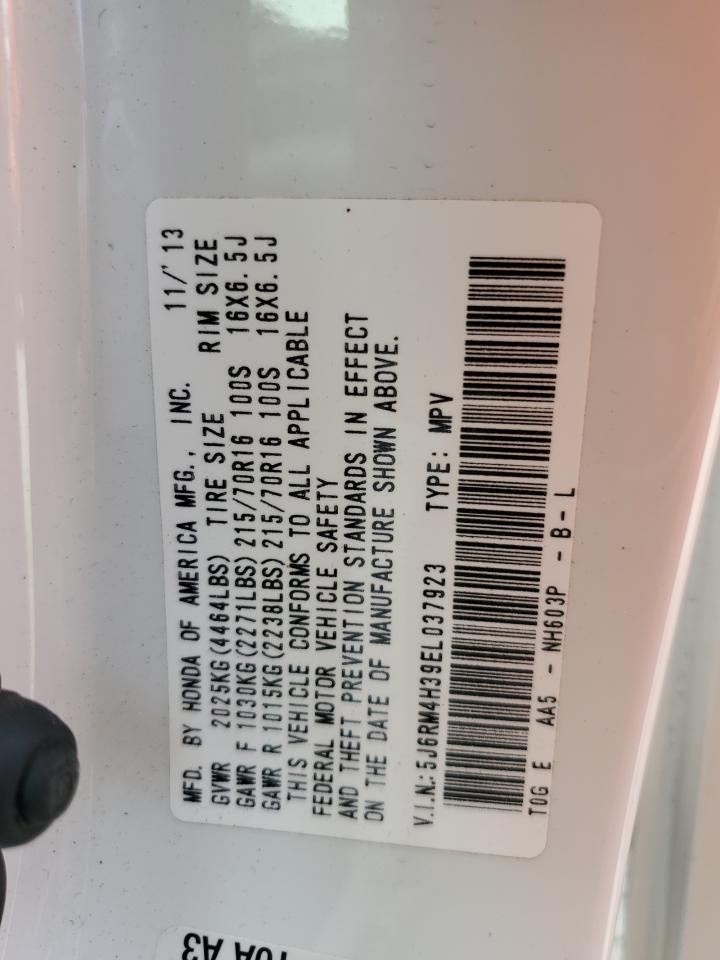 MFD. BY HONDA OF AMERICA MFG., INC. 11/'13
GVWR 2025KG(4464LBS) TIRE SIZE RIM SIZE
GAWR F 1030KG(2271LBS) 215/70R16 100S 16X6.5J
GAWR R 1015KG(2238LBS) 215/70R16 100S 16X6.5J
THIS VEHICLE CONFORMS TO ALL APPLICABLE
FEDERAL MOTOR VEHICLE SAFETY
AND THEFT PREVENTION STANDARDS IN EFFECT
ON THE DATE OF MANUFACTURE SHOWN ABOVE.
V.I.N.: 5J6RM4H39EL037923 TYPE: MPV
T0G E AA5 - NH603P - B - L
A3